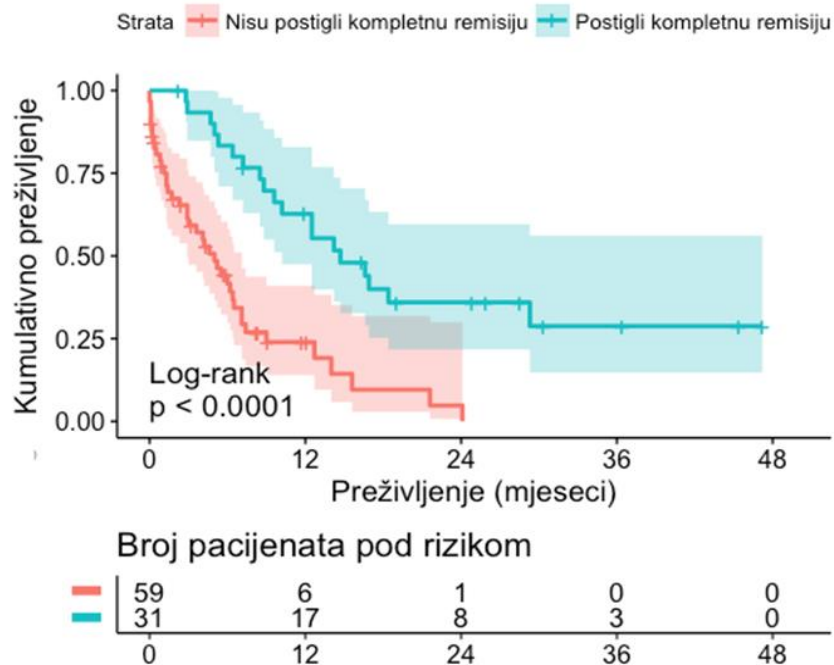 Strata Nisu postigli kompletnu remisiju Postigli kompletnu remisiju
Kumulativno preživljenje
1.00
0.75
0.50
0.25
0.00
Log-rank
p < 0.0001
0 12 24 36 48
Preživljenje (mjeseci)
Broj pacijenata pod rizikom
59 6 1 0 0
31 17 8 3 0
0 12 24 36 48